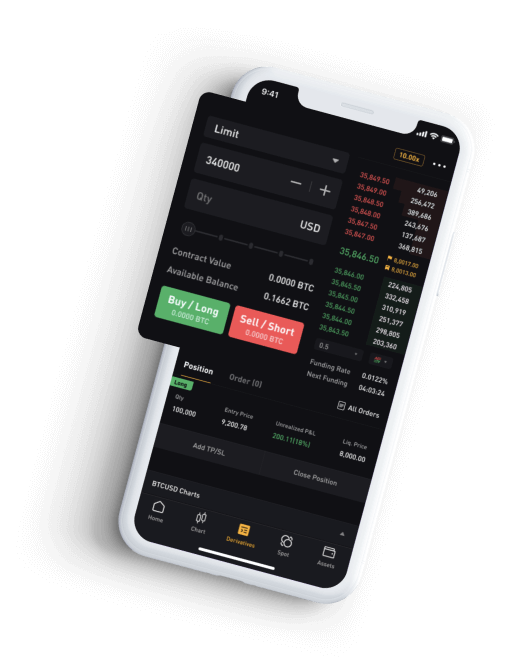 9:41
10.00x
Limit
340000
Qty
USD
Contract Value
0.0000 BTC
Available Balance
0.1662 BTC
Buy / Long
0.0000 BTC
Sell / Short
0.0000 BTC
35,849.50 49,206
35,849.00 256,472
35,848.50 389,686
35,848.00 243,676
35,847.50 137,687
35,847.00 368,815
35,846.50
8,0017.00
8,0013.00
35,846.00 224,805
35,845.50 332,458
35,845.00 310,919
35,844.50 251,377
35,844.00 298,805
35,843.50 203,360
0.5
Funding Rate 0.0122%
Next Funding 04:03:24
Position
Order (0)
All Orders
Long
Qty Entry Price Unrealized P&L Liq. Price
100,000 9,200.78 200.11(18%) 8,000.00
Add TP/SL
Close Position
BTCUSD Charts
Home
Chart
Derivatives
Spot
Assets